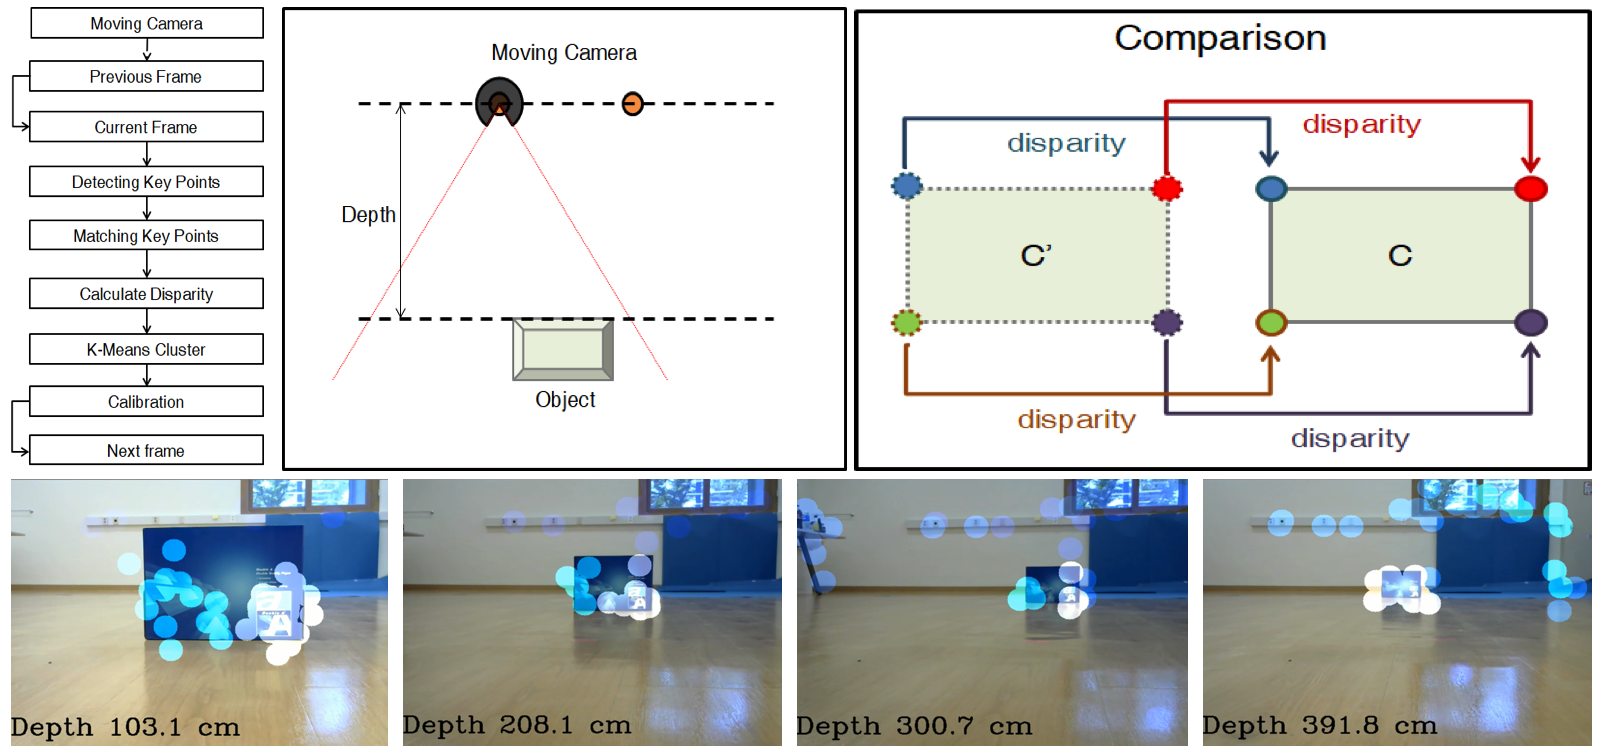 Moving Camera
Previous Frame
Current Frame
Detecting Key Points
Matching Key Points
Calculate Disparity
K-Means Cluster
Calibration
Next frame
Moving Camera
Depth
Object
Comparison
disparity
disparity
C’
C
disparity
disparity
Depth 103.1 cm
Depth 208.1 cm
Depth 300.7 cm
Depth 391.8 cm